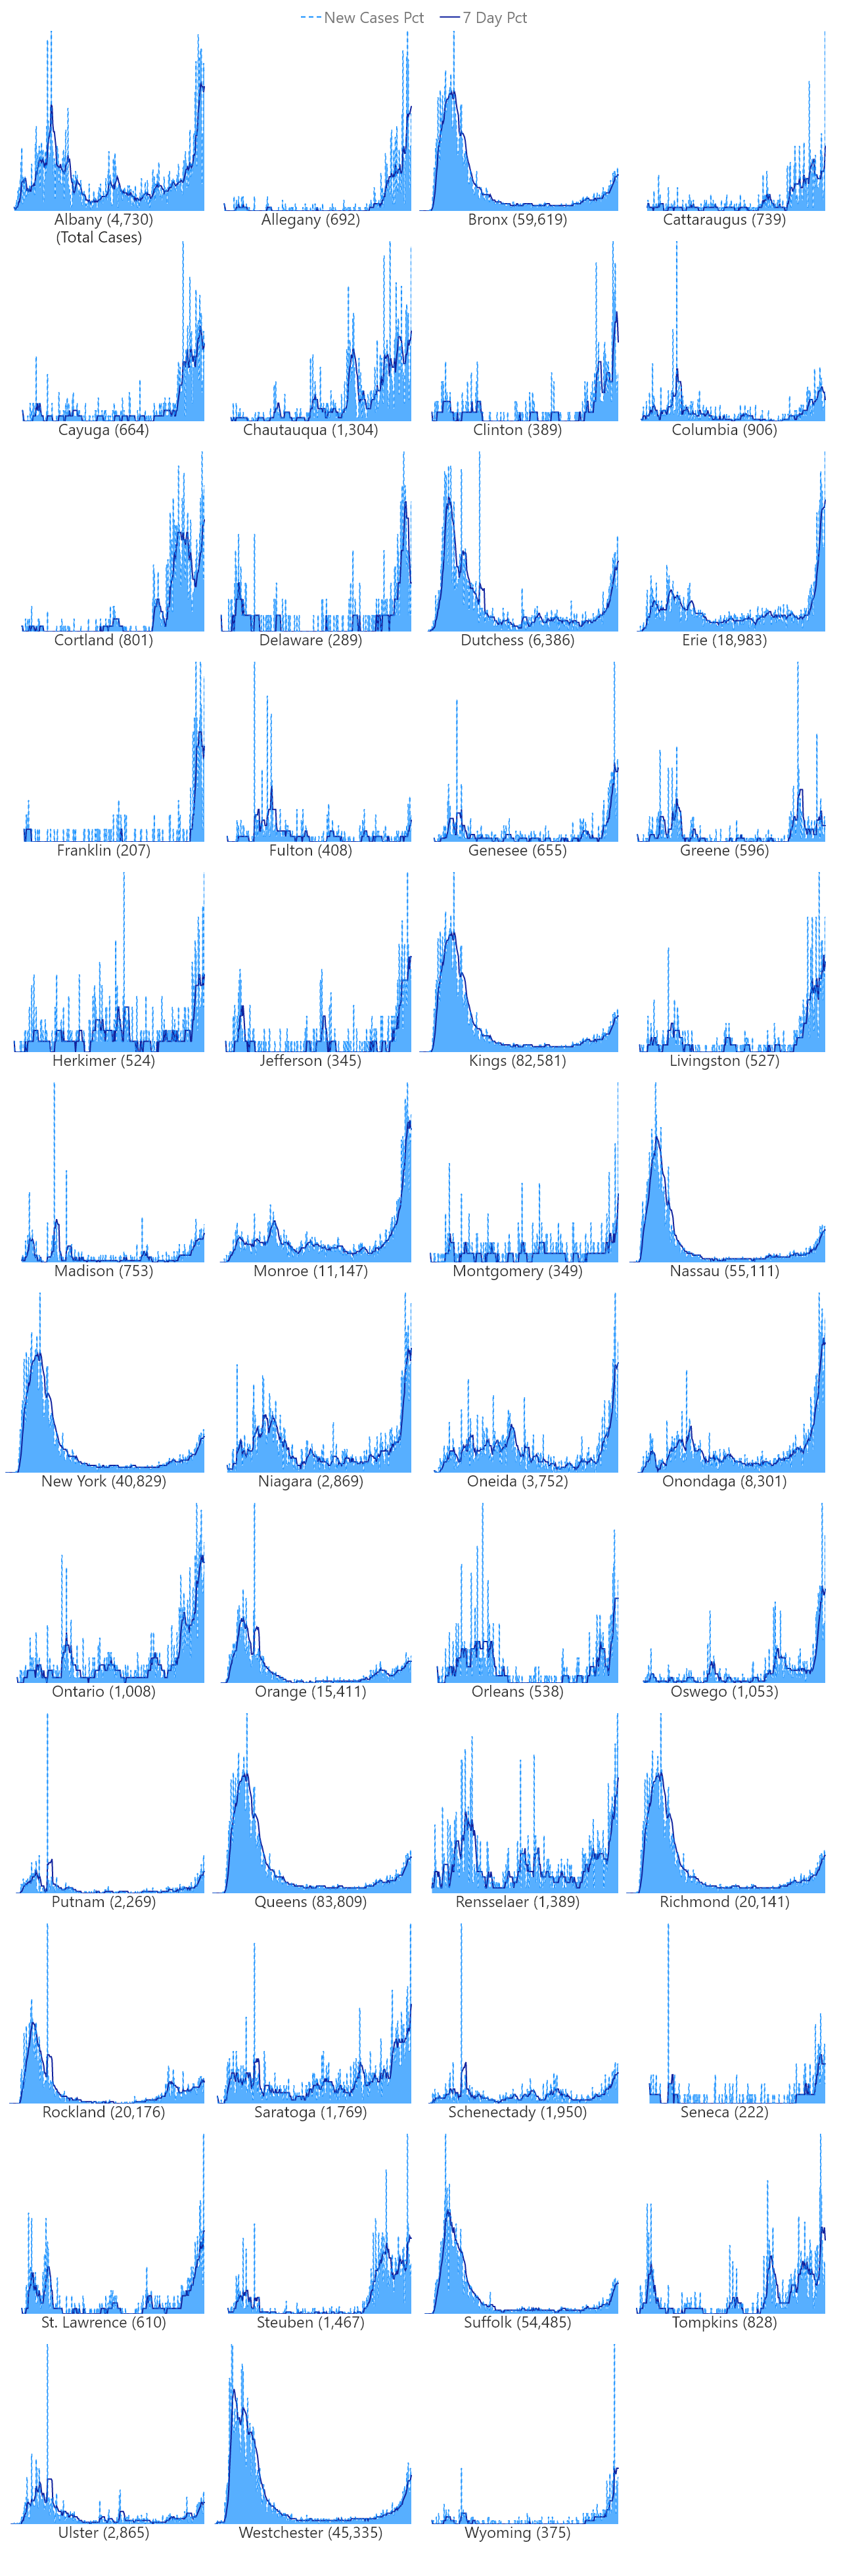 New Cases Pct 7 Day Pct
Albany (4,730) Allegany (692) Bronx (59,619) Cattaraugus (739)
(Total Cases)
Cayuga (664) Chautauqua (1,304) Clinton (389) Columbia (906)
Cortland (801) Delaware (289) Dutchess (6,386) Erie (18,983)
Franklin (207) Fulton (408) Genesee (655) Greene (596)
Herkimer (524) Jefferson (345) Kings (82,581) Livingston (527)
Madison (753) Monroe (11,147) Montgomery (349) Nassau (55,111)
New York (40,829) Niagara (2,869) Oneida (3,752) Onondaga (8,301)
Ontario (1,008) Orange (15,411) Orleans (538) Oswego (1,053)
Putnam (2,269) Queens (83,809) Rensselaer (1,389) Richmond (20,141)
Rockland (20,176) Saratoga (1,769) Schenectady (1,950) Seneca (222)
St. Lawrence (610) Steuben (1,467) Suffolk (54,485) Tompkins (828)
Ulster (2,865) Westchester (45,335) Wyoming (375)